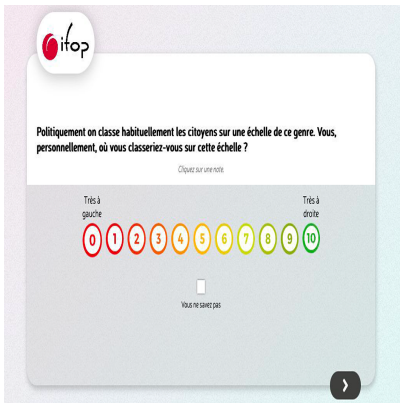 ifop
Politiquement on classe habituellement les citoyens sur une échelle de ce genre. Vous,
personnellement, où vous classeriez-vous sur cette échelle ?
Cliquez sur une note.
Très à
gauche
Très à
droite
0 1 2 3 4 5 6 7 8 9 10
Vous ne savez pas